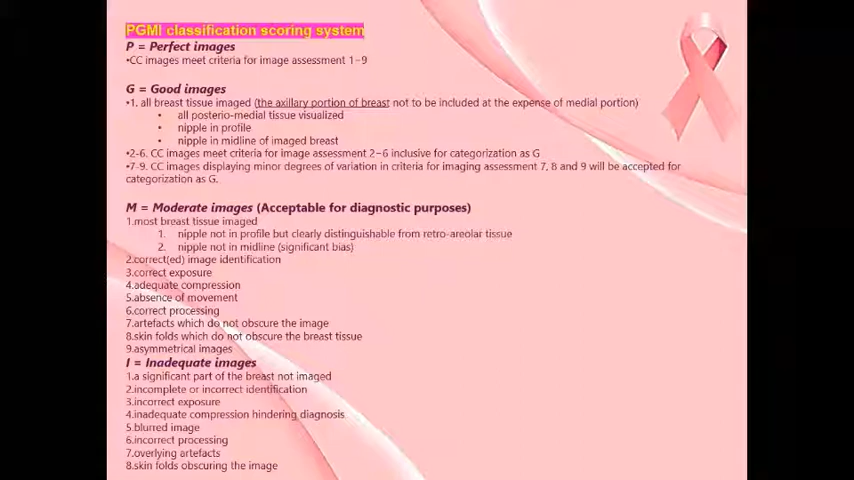 PGMI classification scoring system
P = Perfect images
•CC images meet criteria for image assessment 1–9
G = Good images
•1. all breast tissue imaged (the axillary portion of breast not to be included at the expense of medial portion)
• all posterio-medial tissue visualized
• nipple in profile
• nipple in midline of imaged breast
•2-6. CC images meet criteria for image assessment 2–6 inclusive for categorization as G
•7-9. CC images displaying minor degrees of variation in criteria for imaging assessment 7, 8 and 9 will be accepted for
categorization as G.
M = Moderate images (Acceptable for diagnostic purposes)
1.most breast tissue imaged
1. nipple not in profile but clearly distinguishable from retro-areolar tissue
2. nipple not in midline (significant bias)
2.correct(ed) image identification
3.correct exposure
4.adequate compression
5.absence of movement
6.correct processing
7.artefacts which do not obscure the image
8.skin folds which do not obscure the breast tissue
9.asymmetrical images
I = Inadequate images
1.a significant part of the breast not imaged
2.incomplete or incorrect identification
3.incorrect exposure
4.inadequate compression hindering diagnosis
5.blurred image
6.incorrect processing
7.overlying artefacts
8.skin folds obscuring the image